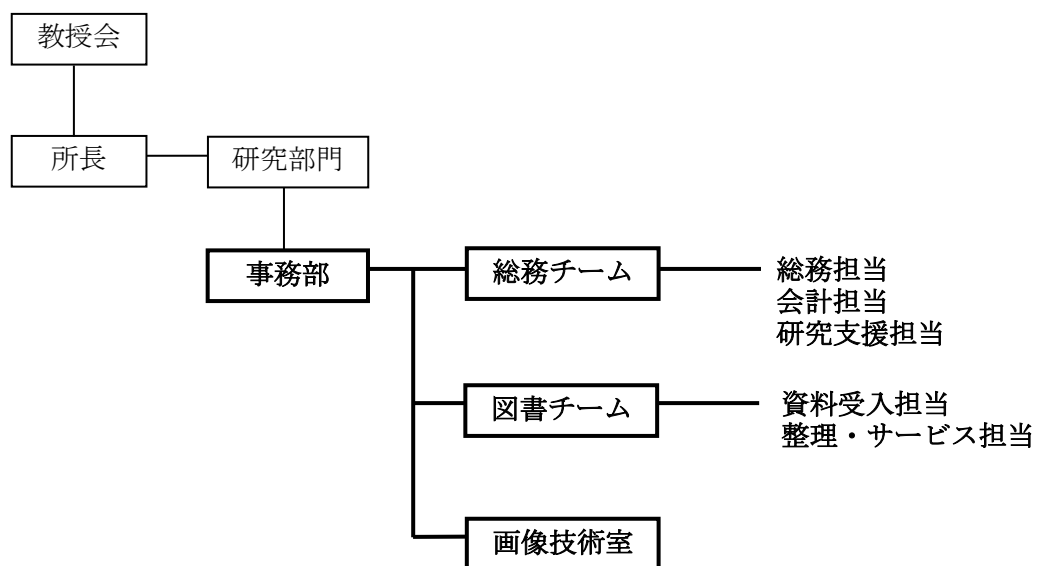 教授会
所長
研究部門
事務部
総務チーム
総務担当
会計担当
研究支援担当
図書チーム
資料受入担当
整理・サービス担当
画像技術室